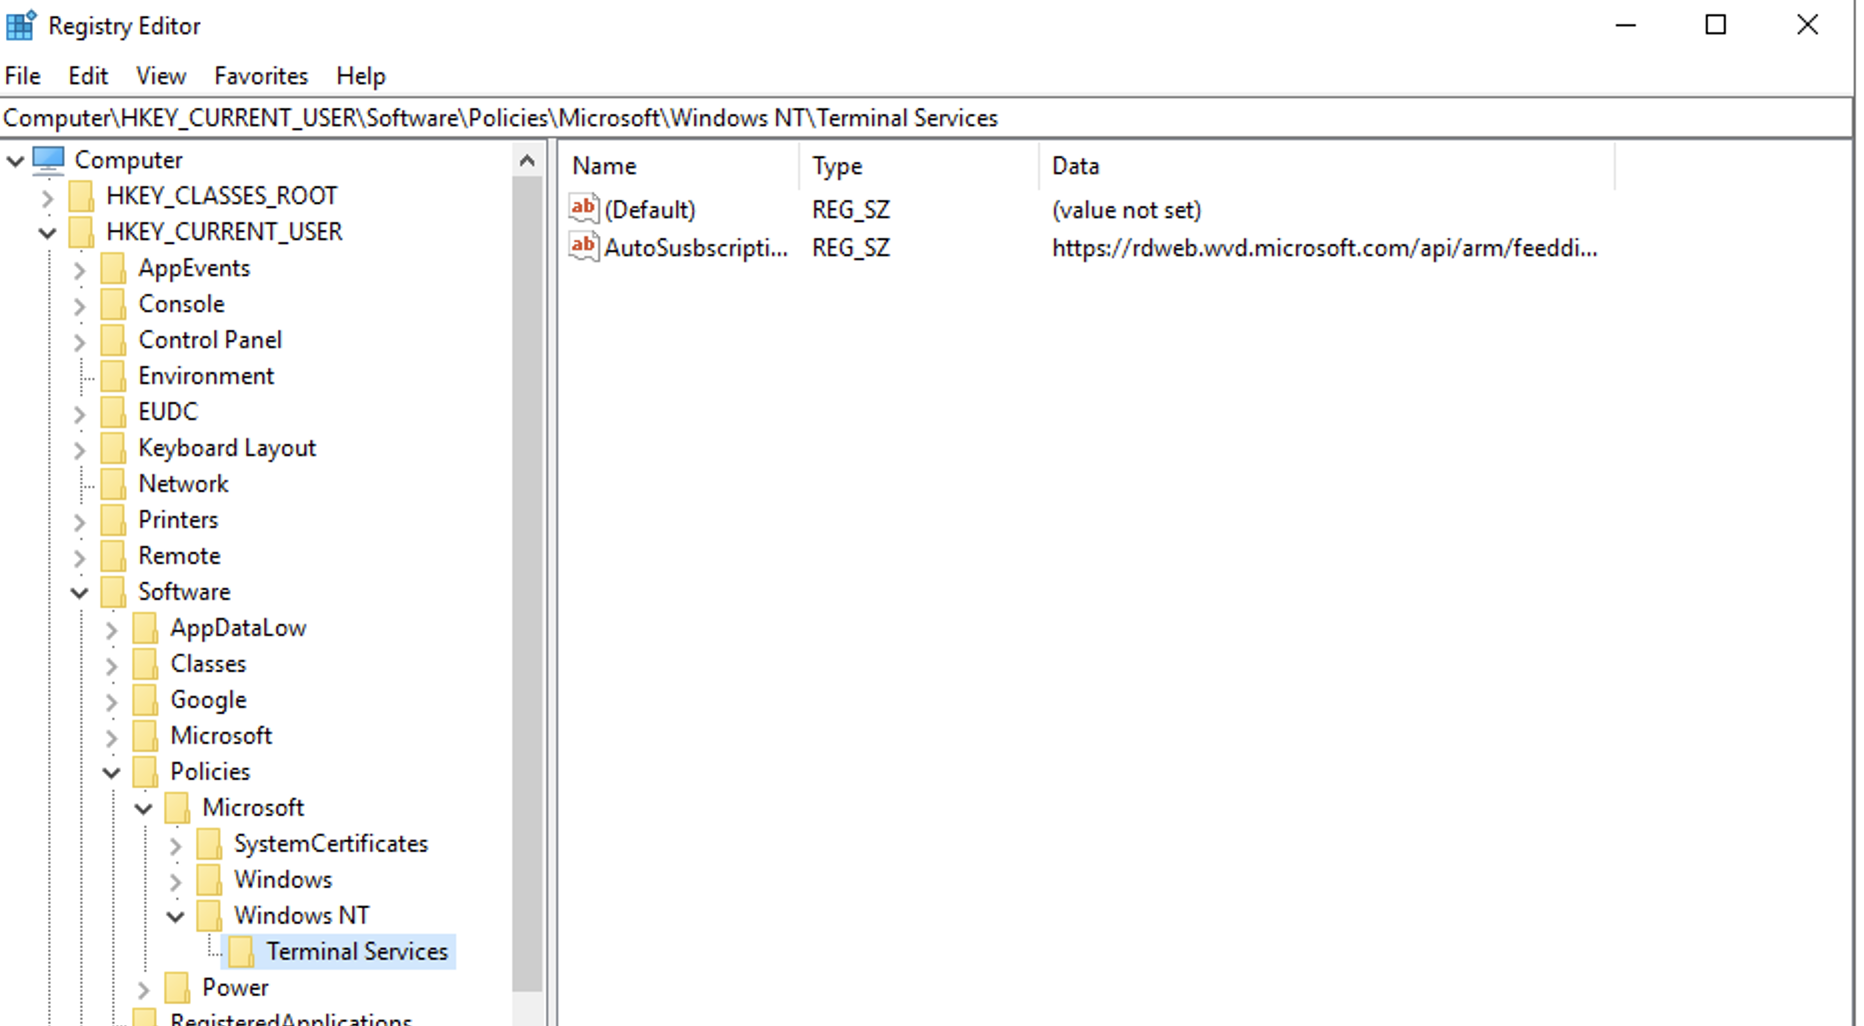 Registry Editor
File Edit View Favorites Help
Computer\HKEY_CURRENT_USER\Software\Policies\Microsoft\Windows NT\Terminal Services
Computer
HKEY_CLASSES_ROOT
HKEY_CURRENT_USER
AppEvents
Console
Control Panel
Environment
EUDC
Keyboard Layout
Network
Printers
Remote
Software
AppDataLow
Classes
Google
Microsoft
Policies
Microsoft
SystemCertificates
Windows
Windows NT
Terminal Services
Power
RegisteredApplications
Name Type Data
ab (Default) REG_SZ (value not set)
ab AutoSusbscripti... REG_SZ https://rdweb.wvd.microsoft.com/api/arm/feeddi...